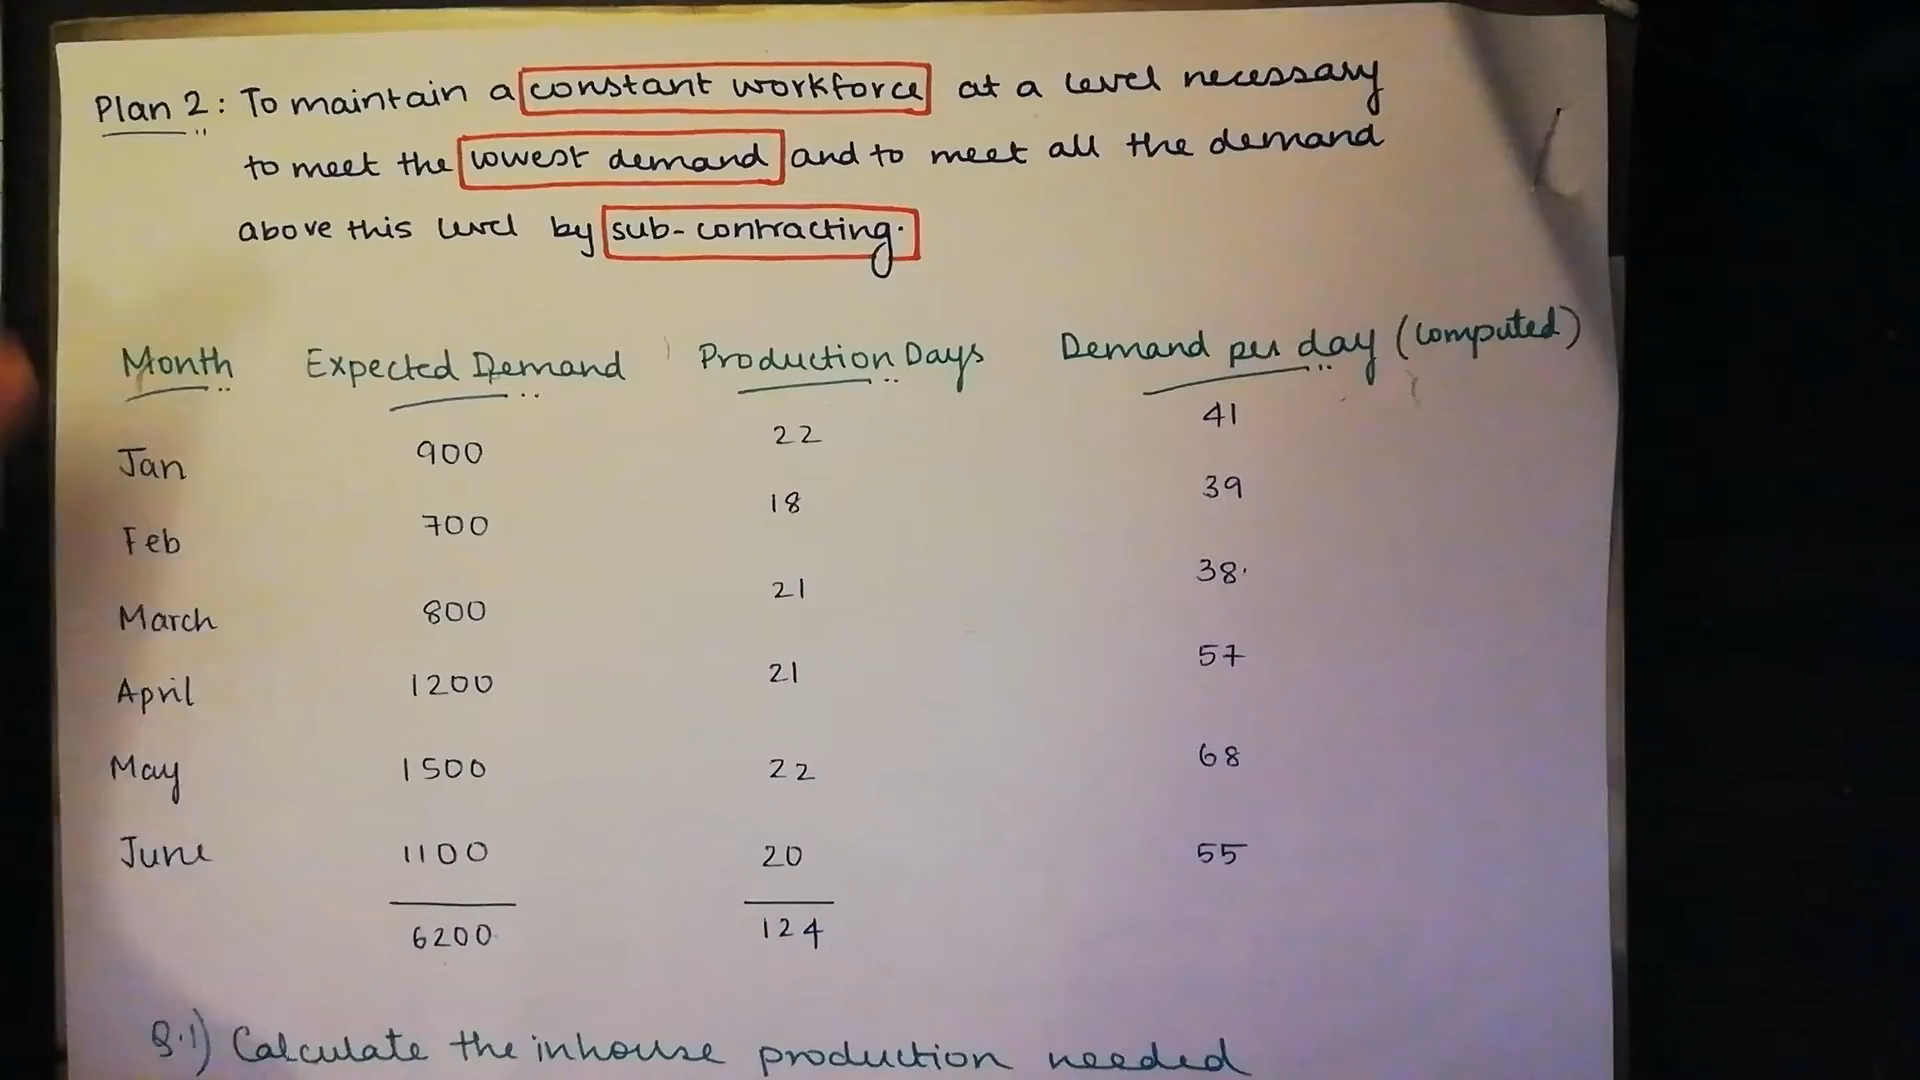 Plan 2: To maintain a constant workforce at a level necessary
to meet the lowest demand and to meet all the demand
above this level by sub-contracting.
Month Expected Demand Production Days Demand per day (computed)
Jan 900 22 41
Feb 700 18 39
March 800 21 38.
April 1200 21 57
May 1500 22 68
June 1100 20 55
6200 124
Q.1) Calculate the inhouse production needed